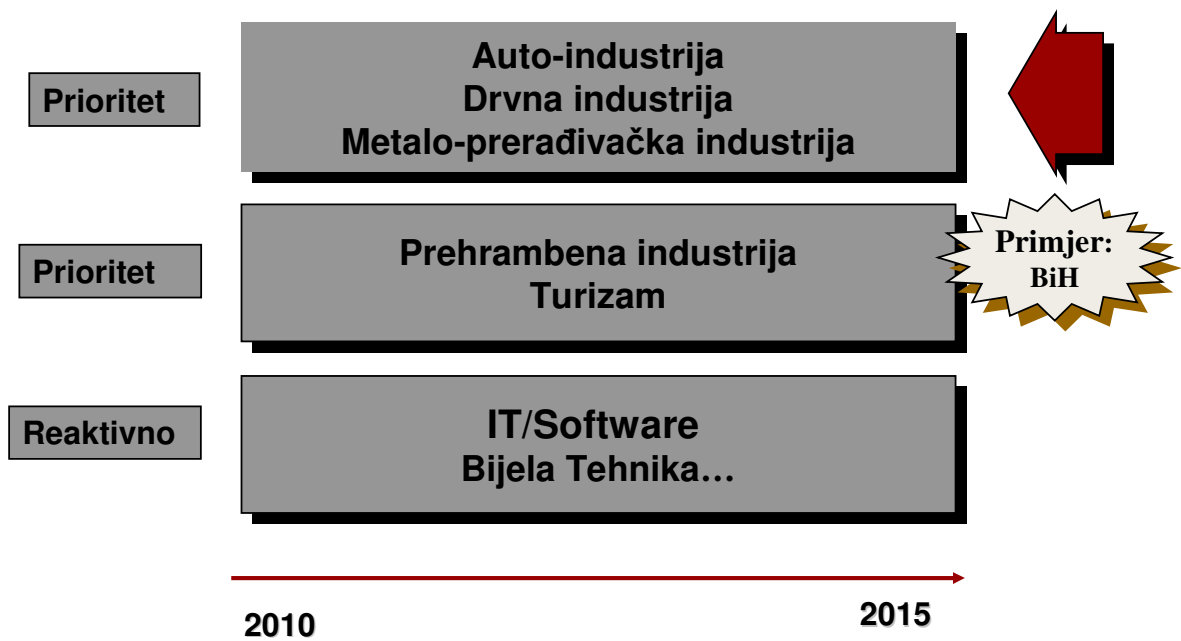 Prioritet
Auto-industrija
Drvna industrija
Metalo-prerađivačka industrija
Prioritet
Prehrambena industrija
Turizam
Primjer:
BiH
Reaktivno
IT/Software
Bijela Tehnika…
2010
2015